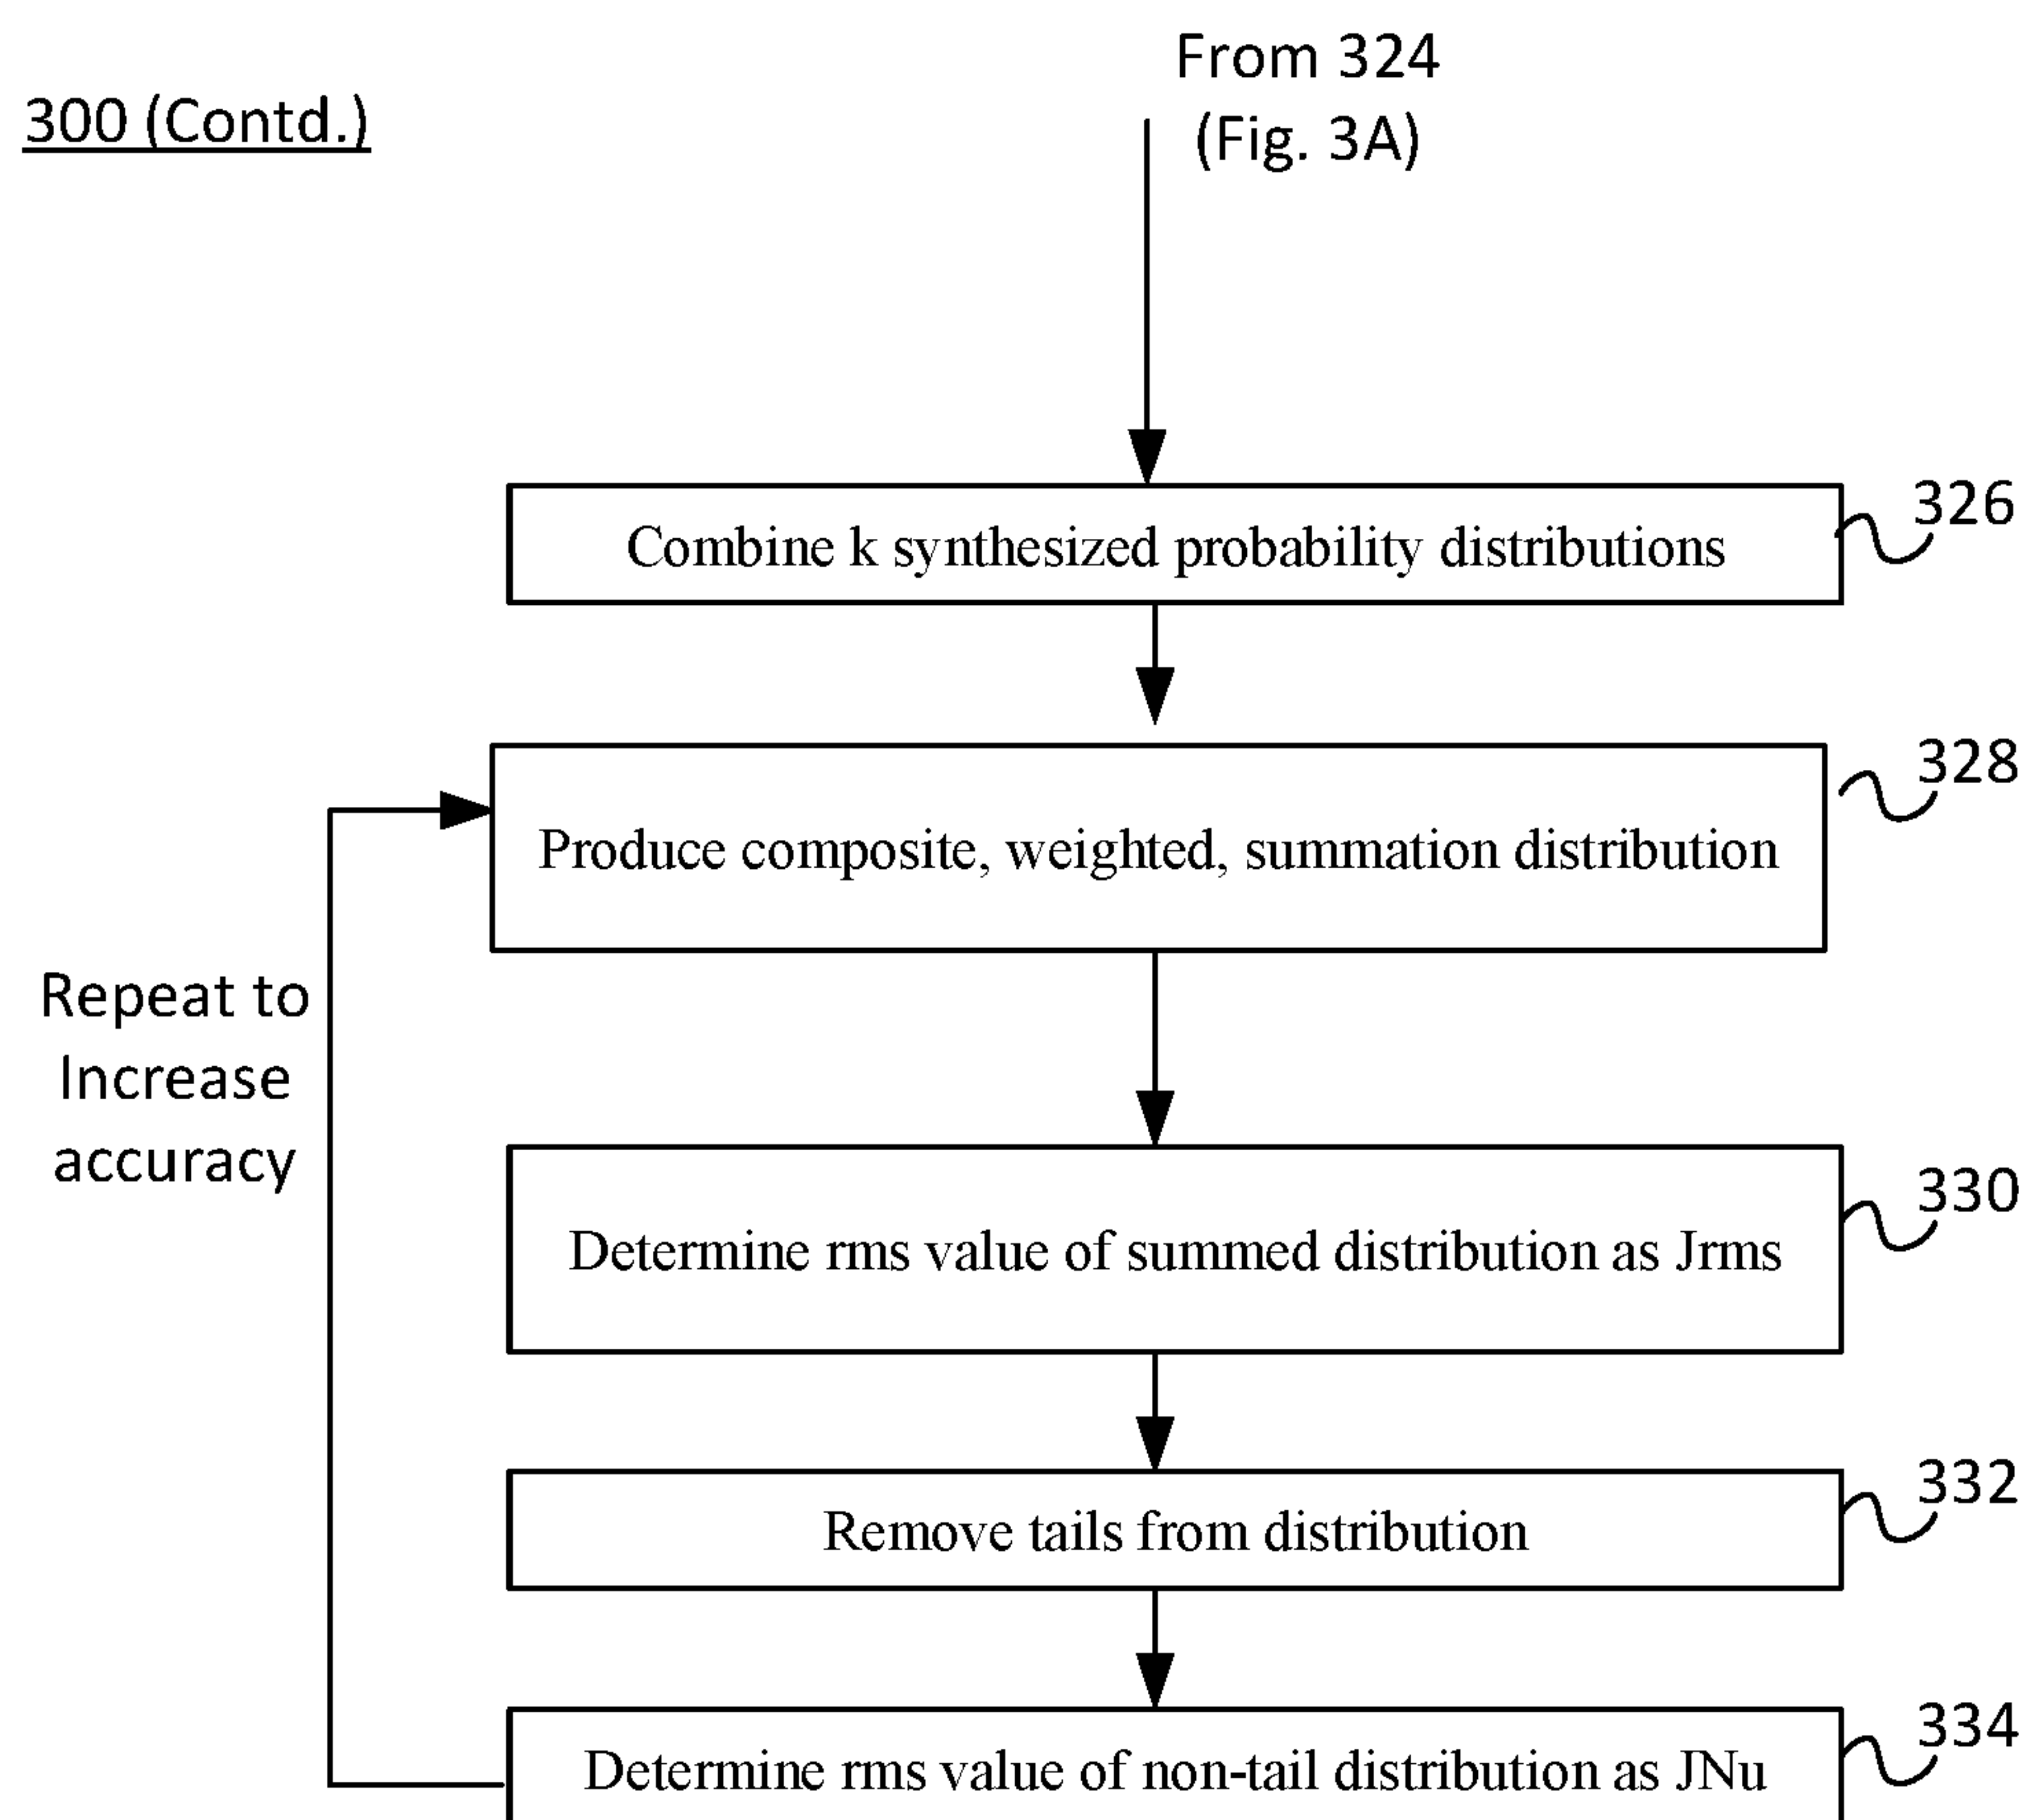 From 324
(Fig. 3A)
300 (Contd.)
326
Combine k synthesized probability distributions
328
Produce composite, weighted, summation distribution
Repeat to
Increase
accuracy
330
Determine rms value of summed distribution as Jrms
332
Remove tails from distribution
334
Determine rms value of non-tail distribution as JNu